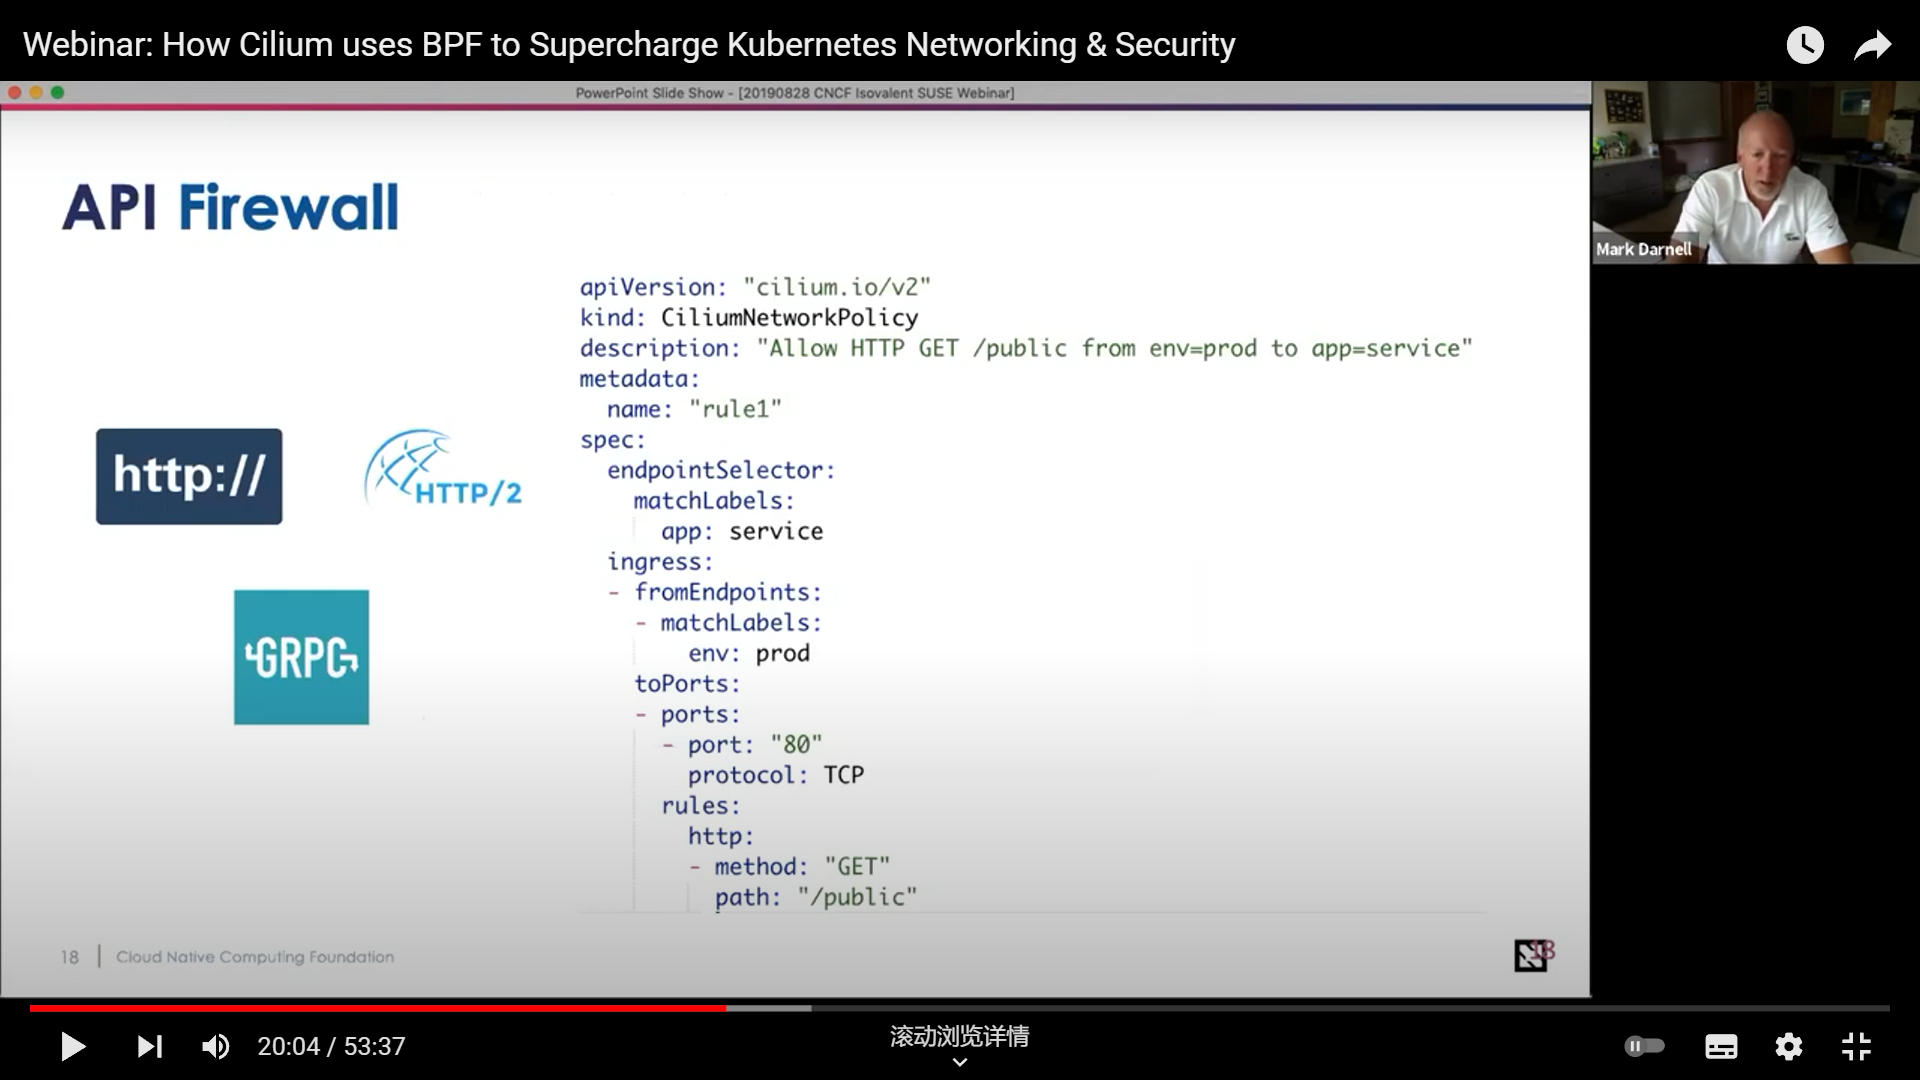 Webinar: How Cilium uses BPF to Supercharge Kubernetes Networking & Security
PowerPoint Slide Show - [20190828 CNCF Isovalent SUSE Webinar]
Mark Darnell
API Firewall
http://
HTTP/2
GRPC
apiVersion: "cilium.io/v2"
kind: CiliumNetworkPolicy
description: "Allow HTTP GET /public from env=prod to app=service"
metadata:
  name: "rule1"
spec:
  endpointSelector:
    matchLabels:
      app: service
  ingress:
  - fromEndpoints:
    - matchLabels:
        env: prod
    toPorts:
    - ports:
      - port: "80"
        protocol: TCP
      rules:
        http:
        - method: "GET"
          path: "/public"
18 | Cloud Native Computing Foundation
18
20:04 / 53:37
滚动浏览详情